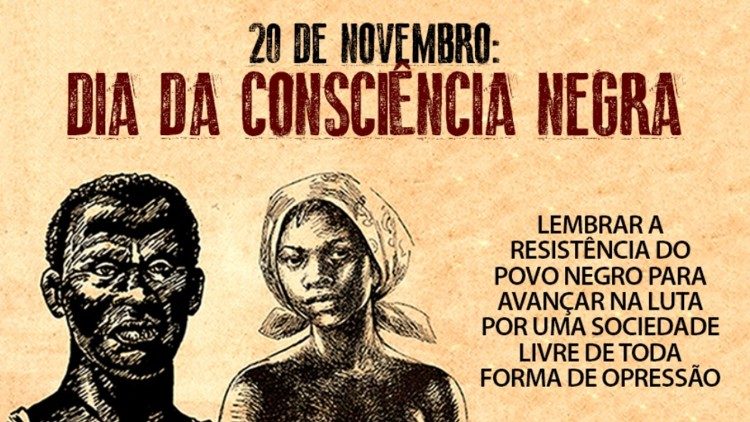 20 DE NOVEMBRO:
DIA DA CONSCIÊNCIA NEGRA
LEMBRAR A
RESISTÊNCIA DO
POVO NEGRO PARA
AVANÇAR NA LUTA
POR UMA SOCIEDADE
LIVRE DE TODA
FORMA DE OPRESSÃO